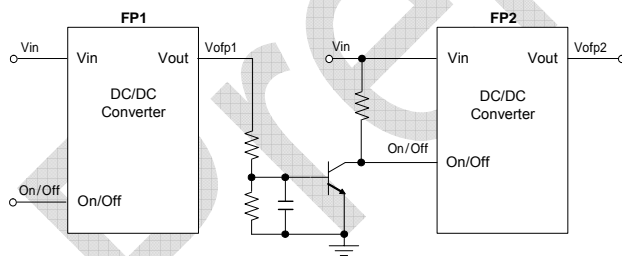 FP1
FP2
Vin
Vin
Vout
Vofp1
Vin
Vin
Vout
Vofp2
DC/DC
Converter
DC/DC
Converter
On/Off
On/Off
On/Off
On/Off